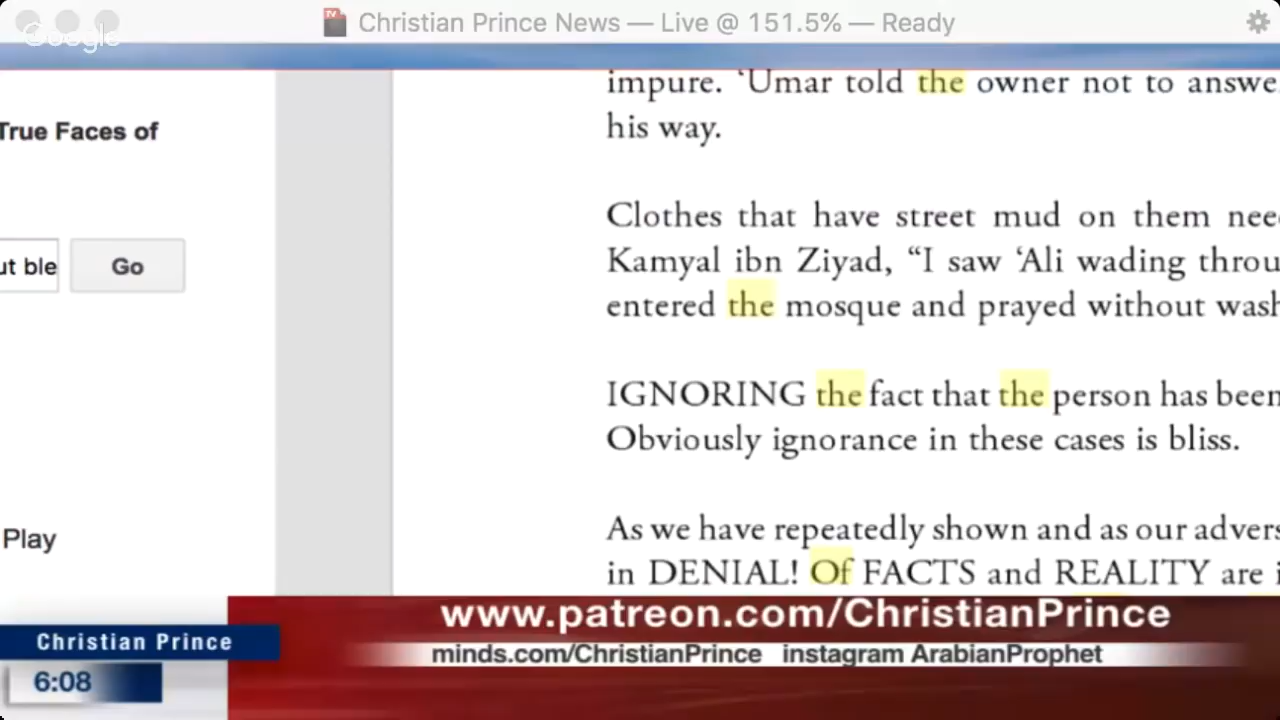 Christian Prince News — Live @ 151.5% — Ready
Google
True Faces of
ut ble
Go
Play
impure. ‘Umar told the owner not to answe
his way.
Clothes that have street mud on them nee
Kamyal ibn Ziyad, “I saw ‘Ali wading throu
entered the mosque and prayed without wash
IGNORING the fact that the person has been
Obviously ignorance in these cases is bliss.
As we have repeatedly shown and as our advers
in DENIAL! Of FACTS and REALITY are i
www.patreon.com/ChristianPrince
minds.com/ChristianPrince instagram ArabianProphet
Christian Prince
6:08